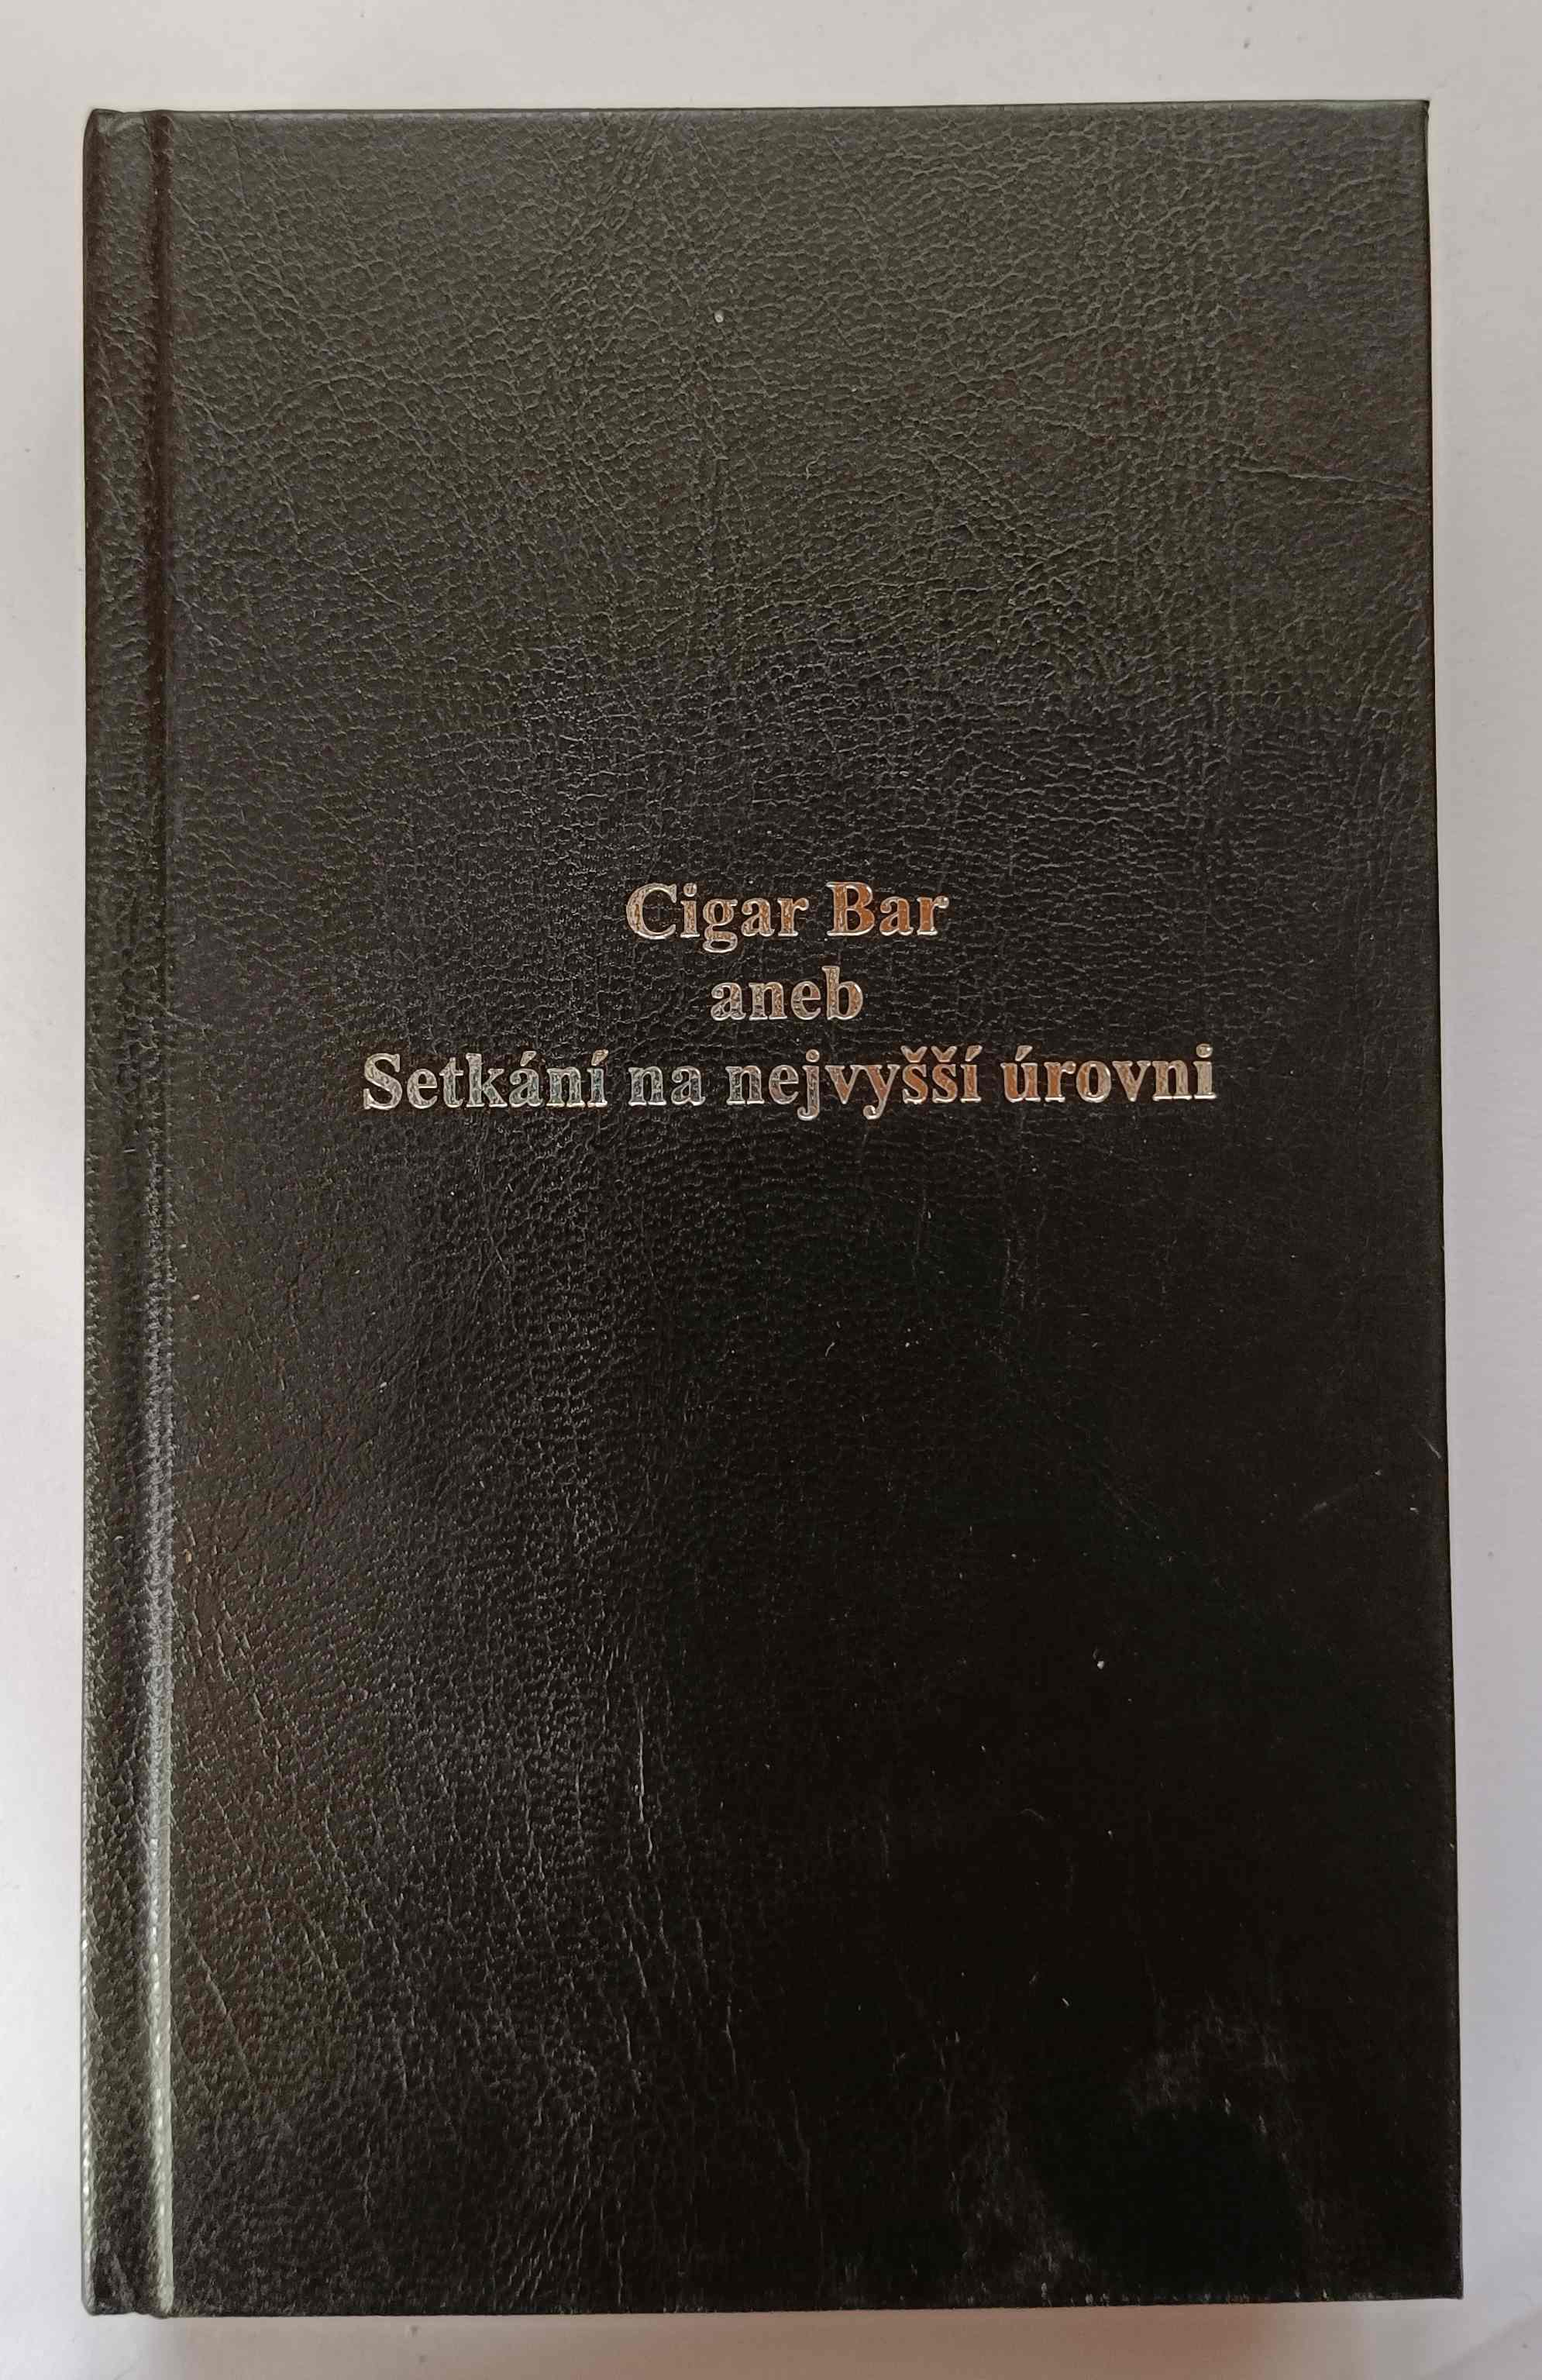 Cigar Bar
aneb
Setkání na nejvyšší úrovni